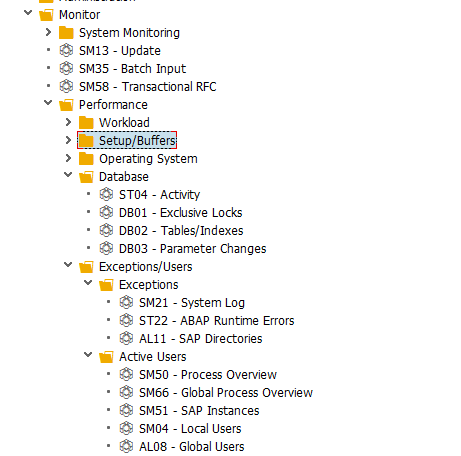 Monitor
System Monitoring
SM13 - Update
SM35 - Batch Input
SM58 - Transactional RFC
Performance
Workload
Setup/Buffers
Operating System
Database
ST04 - Activity
DB01 - Exclusive Locks
DB02 - Tables/Indexes
DB03 - Parameter Changes
Exceptions/Users
Exceptions
SM21 - System Log
ST22 - ABAP Runtime Errors
AL11 - SAP Directories
Active Users
SM50 - Process Overview
SM66 - Global Process Overview
SM51 - SAP Instances
SM04 - Local Users
AL08 - Global Users